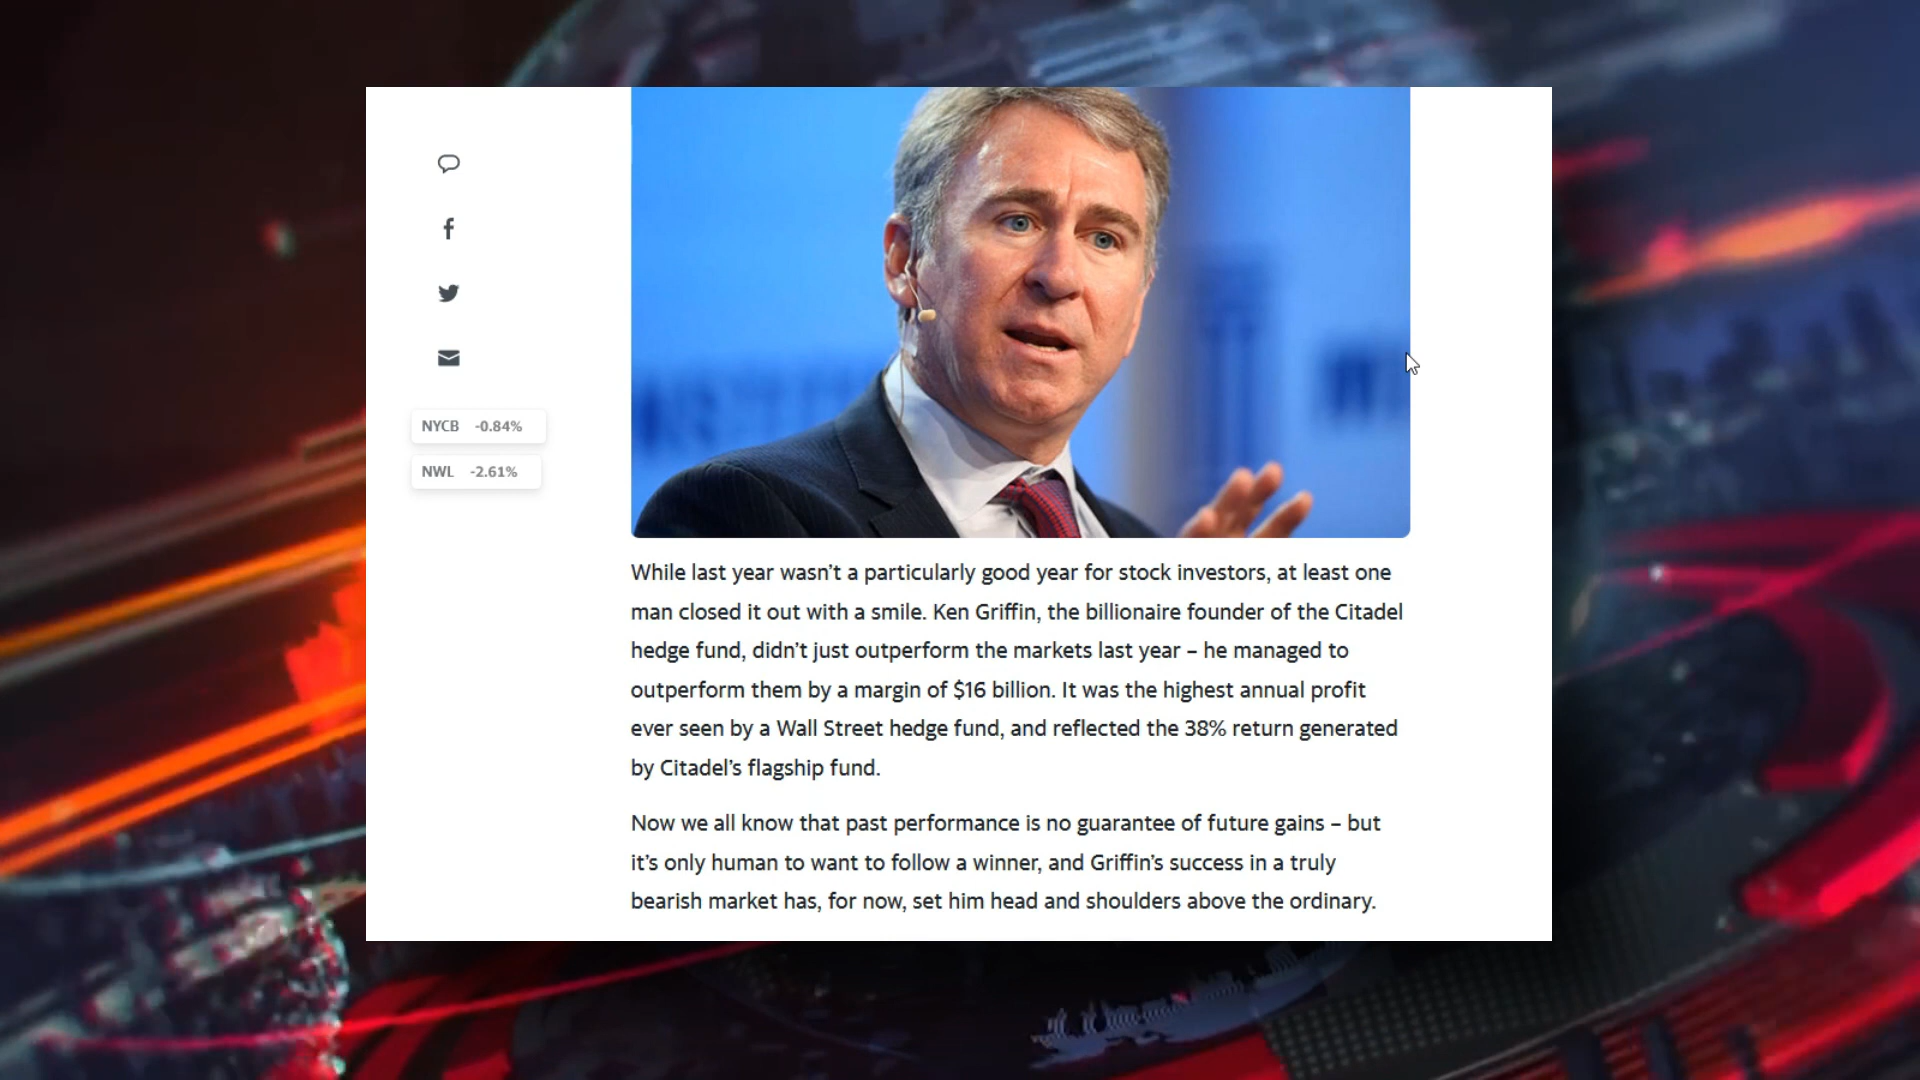 NYCB -0.84%
NWL -2.61%
While last year wasn’t a particularly good year for stock investors, at least one
man closed it out with a smile. Ken Griffin, the billionaire founder of the Citadel
hedge fund, didn’t just outperform the markets last year – he managed to
outperform them by a margin of $16 billion. It was the highest annual profit
ever seen by a Wall Street hedge fund, and reflected the 38% return generated
by Citadel’s flagship fund.
Now we all know that past performance is no guarantee of future gains – but
it’s only human to want to follow a winner, and Griffin’s success in a truly
bearish market has, for now, set him head and shoulders above the ordinary.